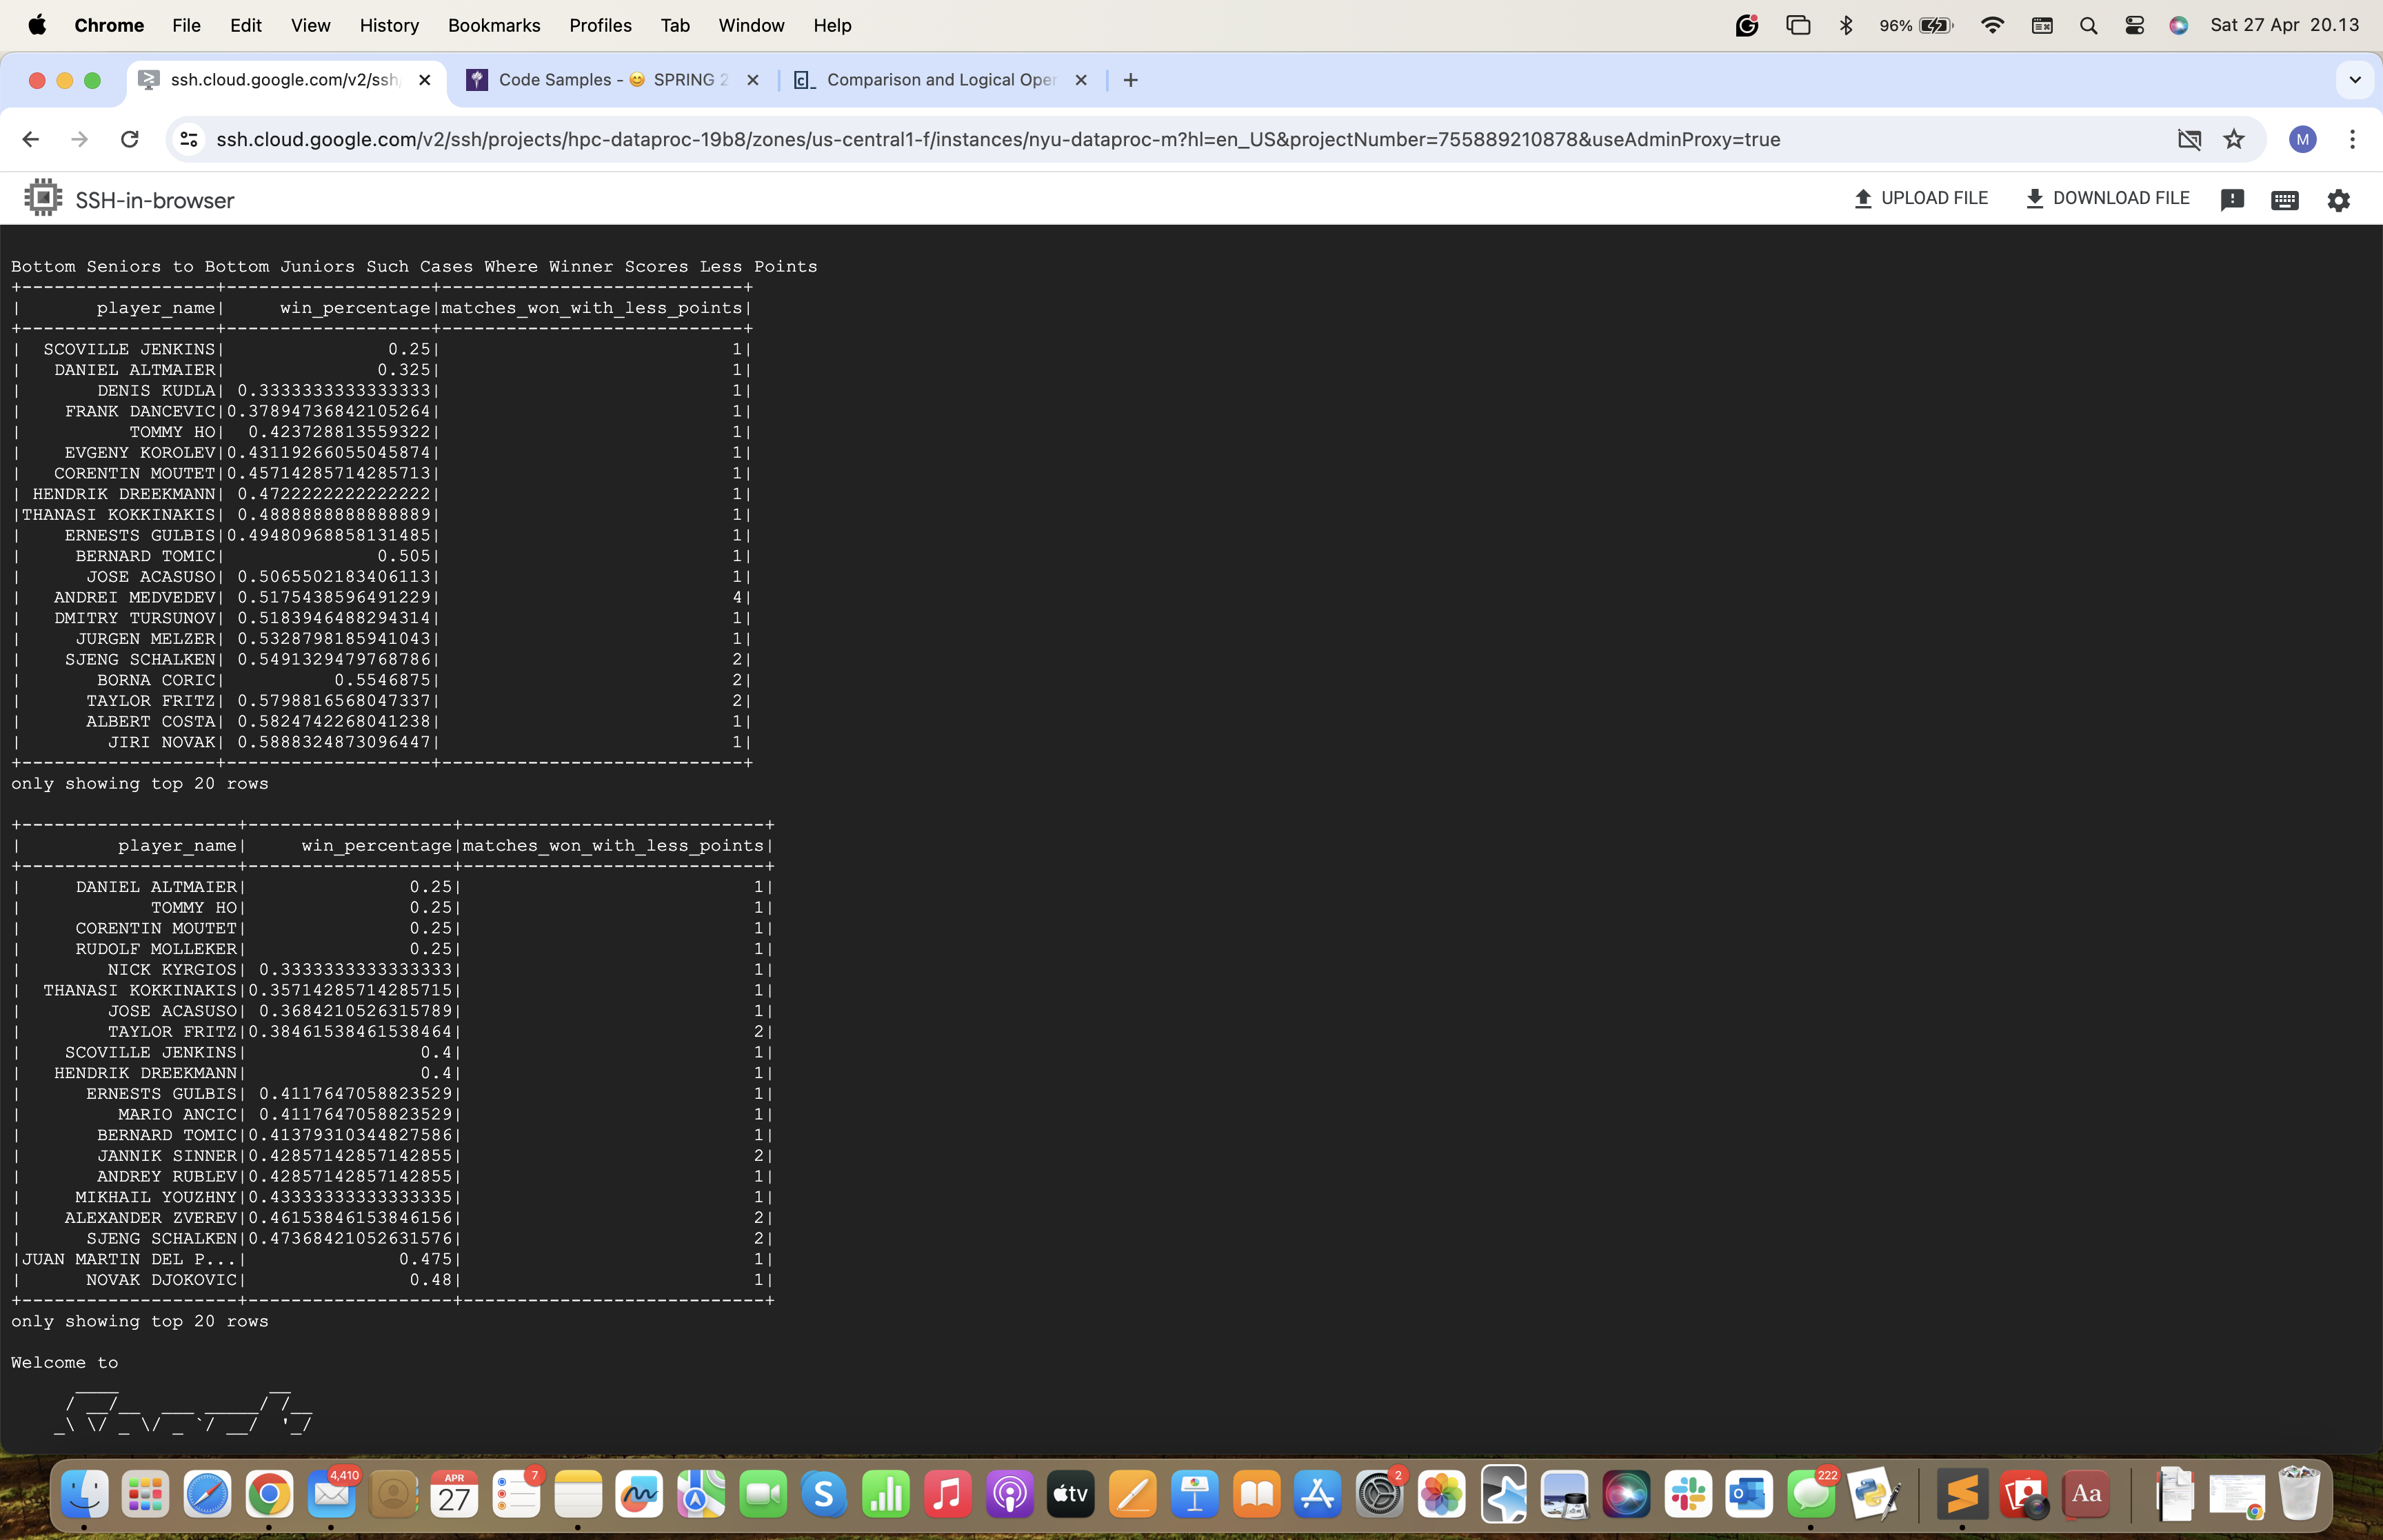 Chrome File Edit View History Bookmarks Profiles Tab Window Help 96% Sat 27 Apr 20.13
ssh.cloud.google.com/v2/ssh Code Samples - 😊 SPRING 2 Comparison and Logical Oper
ssh.cloud.google.com/v2/ssh/projects/hpc-dataproc-19b8/zones/us-central1-f/instances/nyu-dataproc-m?hl=en_US&projectNumber=755889210878&useAdminProxy=true M
SSH-in-browser UPLOAD FILE DOWNLOAD FILE
Bottom Seniors to Bottom Juniors Such Cases Where Winner Scores Less Points
+------------------+-------------------+----------------------------+
|       player_name|     win_percentage|matches_won_with_less_points|
+------------------+-------------------+----------------------------+
|  SCOVILLE JENKINS|               0.25|                           1|
|   DANIEL ALTMAIER|              0.325|                           1|
|       DENIS KUDLA| 0.3333333333333333|                           1|
|    FRANK DANCEVIC|0.37894736842105264|                           1|
|          TOMMY HO|  0.423728813559322|                           1|
|    EVGENY KOROLEV|0.43119266055045874|                           1|
|   CORENTIN MOUTET|0.45714285714285713|                           1|
| HENDRIK DREEKMANN| 0.4722222222222222|                           1|
|THANASI KOKKINAKIS| 0.4888888888888889|                           1|
|    ERNESTS GULBIS|0.49480968858131485|                           1|
|     BERNARD TOMIC|              0.505|                           1|
|      JOSE ACASUSO| 0.5065502183406113|                           1|
|   ANDREI MEDVEDEV| 0.5175438596491229|                           4|
|   DMITRY TURSUNOV| 0.5183946488294314|                           1|
|     JURGEN MELZER| 0.5328798185941043|                           1|
|    SJENG SCHALKEN| 0.5491329479768786|                           2|
|       BORNA CORIC|          0.5546875|                           2|
|      TAYLOR FRITZ| 0.5798816568047337|                           2|
|      ALBERT COSTA| 0.5824742268041238|                           1|
|        JIRI NOVAK| 0.5888324873096447|                           1|
+------------------+-------------------+----------------------------+
only showing top 20 rows
+--------------------+-------------------+----------------------------+
|         player_name|     win_percentage|matches_won_with_less_points|
+--------------------+-------------------+----------------------------+
|     DANIEL ALTMAIER|               0.25|                           1|
|            TOMMY HO|               0.25|                           1|
|     CORENTIN MOUTET|               0.25|                           1|
|     RUDOLF MOLLEKER|               0.25|                           1|
|        NICK KYRGIOS| 0.3333333333333333|                           1|
|  THANASI KOKKINAKIS|0.35714285714285715|                           1|
|        JOSE ACASUSO| 0.3684210526315789|                           1|
|        TAYLOR FRITZ|0.38461538461538464|                           2|
|    SCOVILLE JENKINS|                0.4|                           1|
|   HENDRIK DREEKMANN|                0.4|                           1|
|      ERNESTS GULBIS| 0.4117647058823529|                           1|
|         MARIO ANCIC| 0.4117647058823529|                           1|
|       BERNARD TOMIC|0.41379310344827586|                           1|
|       JANNIK SINNER|0.42857142857142855|                           2|
|       ANDREY RUBLEV|0.42857142857142855|                           1|
|     MIKHAIL YOUZHNY|0.43333333333333335|                           1|
|    ALEXANDER ZVEREV|0.46153846153846156|                           2|
|      SJENG SCHALKEN|0.47368421052631576|                           2|
|JUAN MARTIN DEL P...|              0.475|                           1|
|      NOVAK DJOKOVIC|               0.48|                           1|
+--------------------+-------------------+----------------------------+
only showing top 20 rows
Welcome to
      ____              __
     / __/__  ___ _____/ /__
    _\ \/ _ \/ _ `/ __/  '_/
4,410 APR 27 7 S tv 2 222 Aa